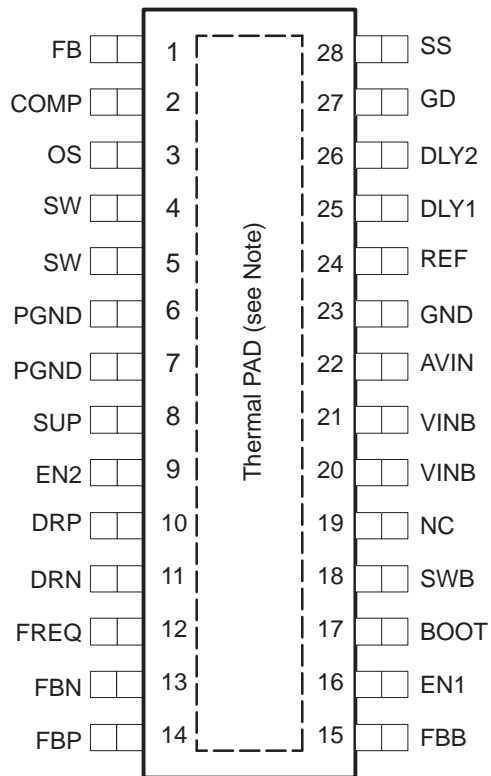 FB 1 28 SS
COMP 2 27 GD
OS 3 26 DLY2
SW 4 25 DLY1
SW 5 24 REF
PGND 6 23 GND
PGND 7 22 AVIN
SUP 8 21 VINB
EN2 9 20 VINB
DRP 10 19 NC
DRN 11 18 SWB
FREQ 12 17 BOOT
FBN 13 16 EN1
FBP 14 15 FBB
Thermal PAD (see Note)